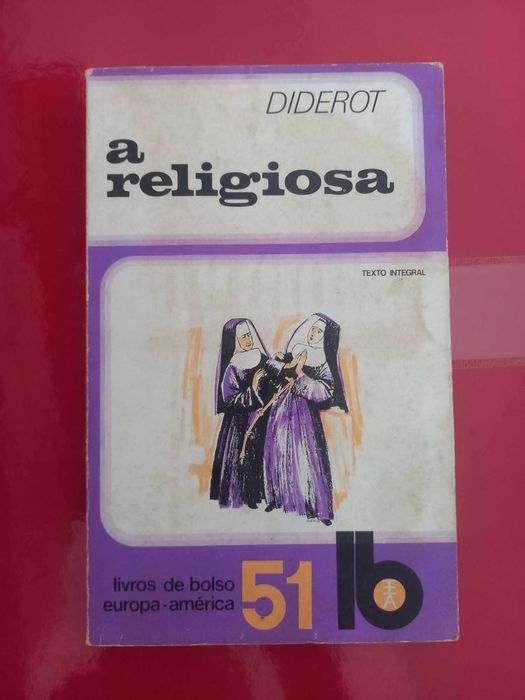 DIDEROT
a
religiosa
TEXTO INTEGRAL
livros de bolso
europa-américa
51
lb